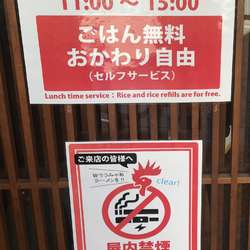 11:00 ~ 15:00
ごはん無料
おかわり自由
(セルフサービス)
Lunch time service : Rice and rice refills are for free.
ご来店の皆様へ
clear!
屋内禁煙